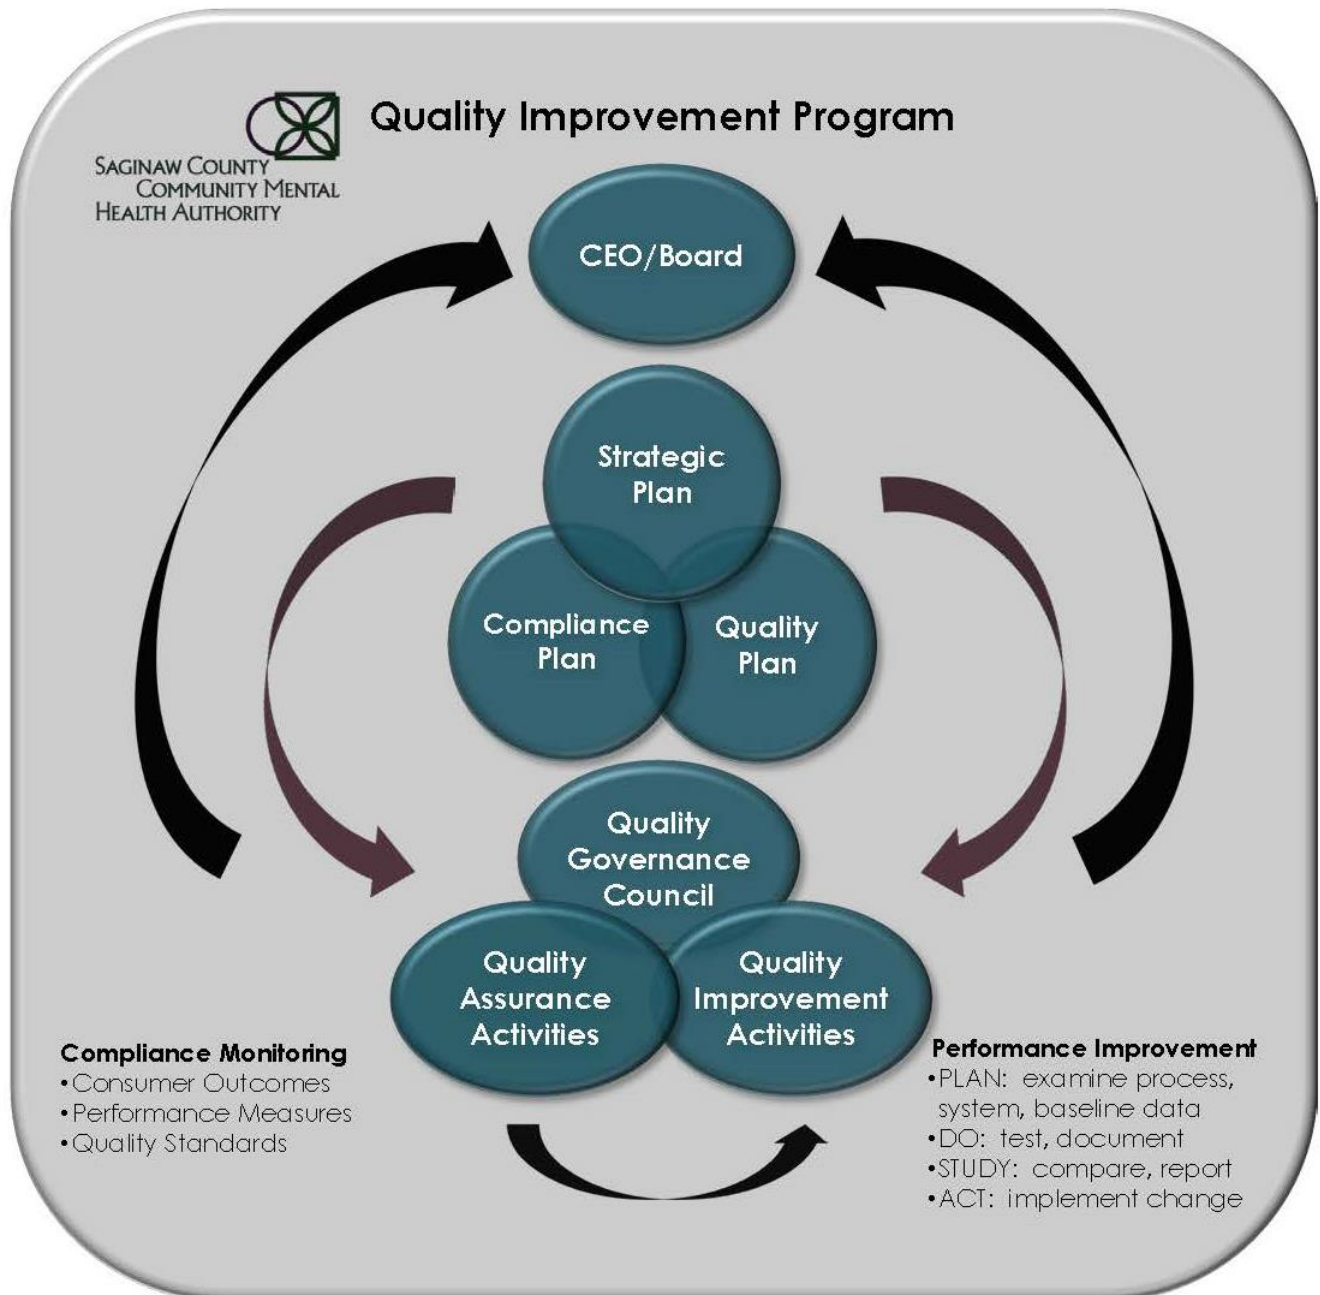 Quality Improvement Program
SAGINAW COUNTY
COMMUNITY MENTAL
HEALTH AUTHORITY
CEO/Board
Strategic
Plan
Compliance
Plan
Quality
Plan
Quality
Governance
Council
Quality
Assurance
Activities
Quality
Improvement
Activities
Compliance Monitoring
•Consumer Outcomes
•Performance Measures
•Quality Standards
Performance Improvement
•PLAN: examine process,
system, baseline data
•DO: test, document
•STUDY: compare, report
•ACT: implement change